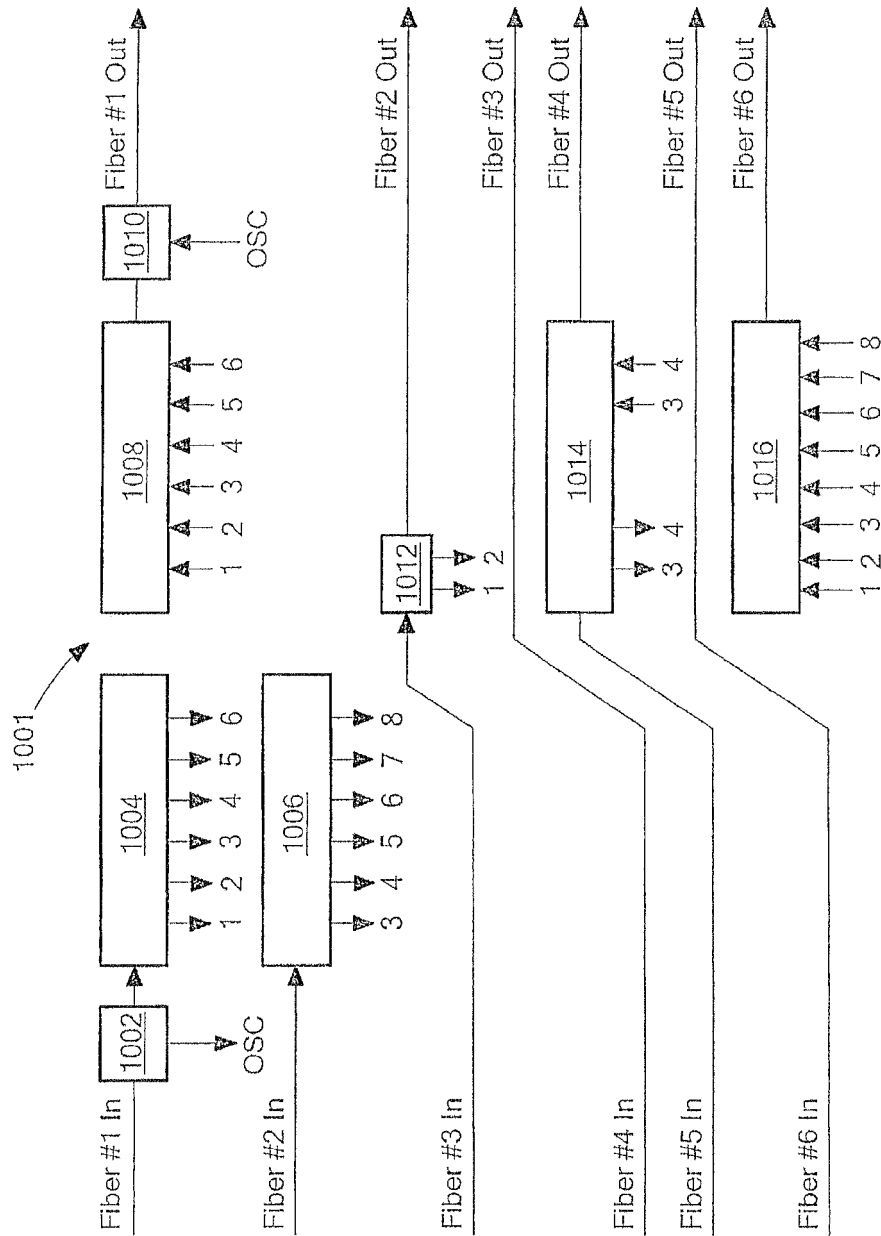 1001
Fiber #1 In
1002
OSC
1004
1 2 3 4 5 6
1008
1 2 3 4 5 6
1010
OSC
Fiber #1 Out
Fiber #2 In
1006
3 4 5 6 7 8
Fiber #3 In
1012
1 2
Fiber #2 Out
Fiber #4 In
Fiber #3 Out
Fiber #5 In
1014
3 4 3 4
Fiber #4 Out
Fiber #6 In
Fiber #5 Out
1016
1 2 3 4 5 6 7 8
Fiber #6 Out